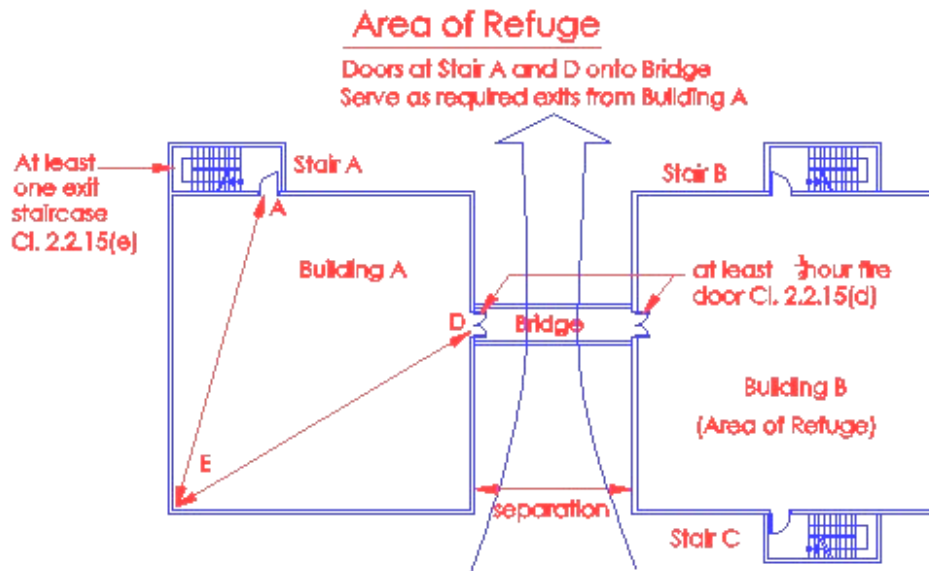 Area of Refuge
Doors at Stair A and D onto Bridge
Serve as required exits from Building A
At least
one exit
staircase
Cl. 2.2.15(e)
Stair A
A
Stair B
Building A
at least ½hour fire
door Cl. 2.2.15(d)
D
Bridge
Building B
(Area of Refuge)
E
separation
Stair C